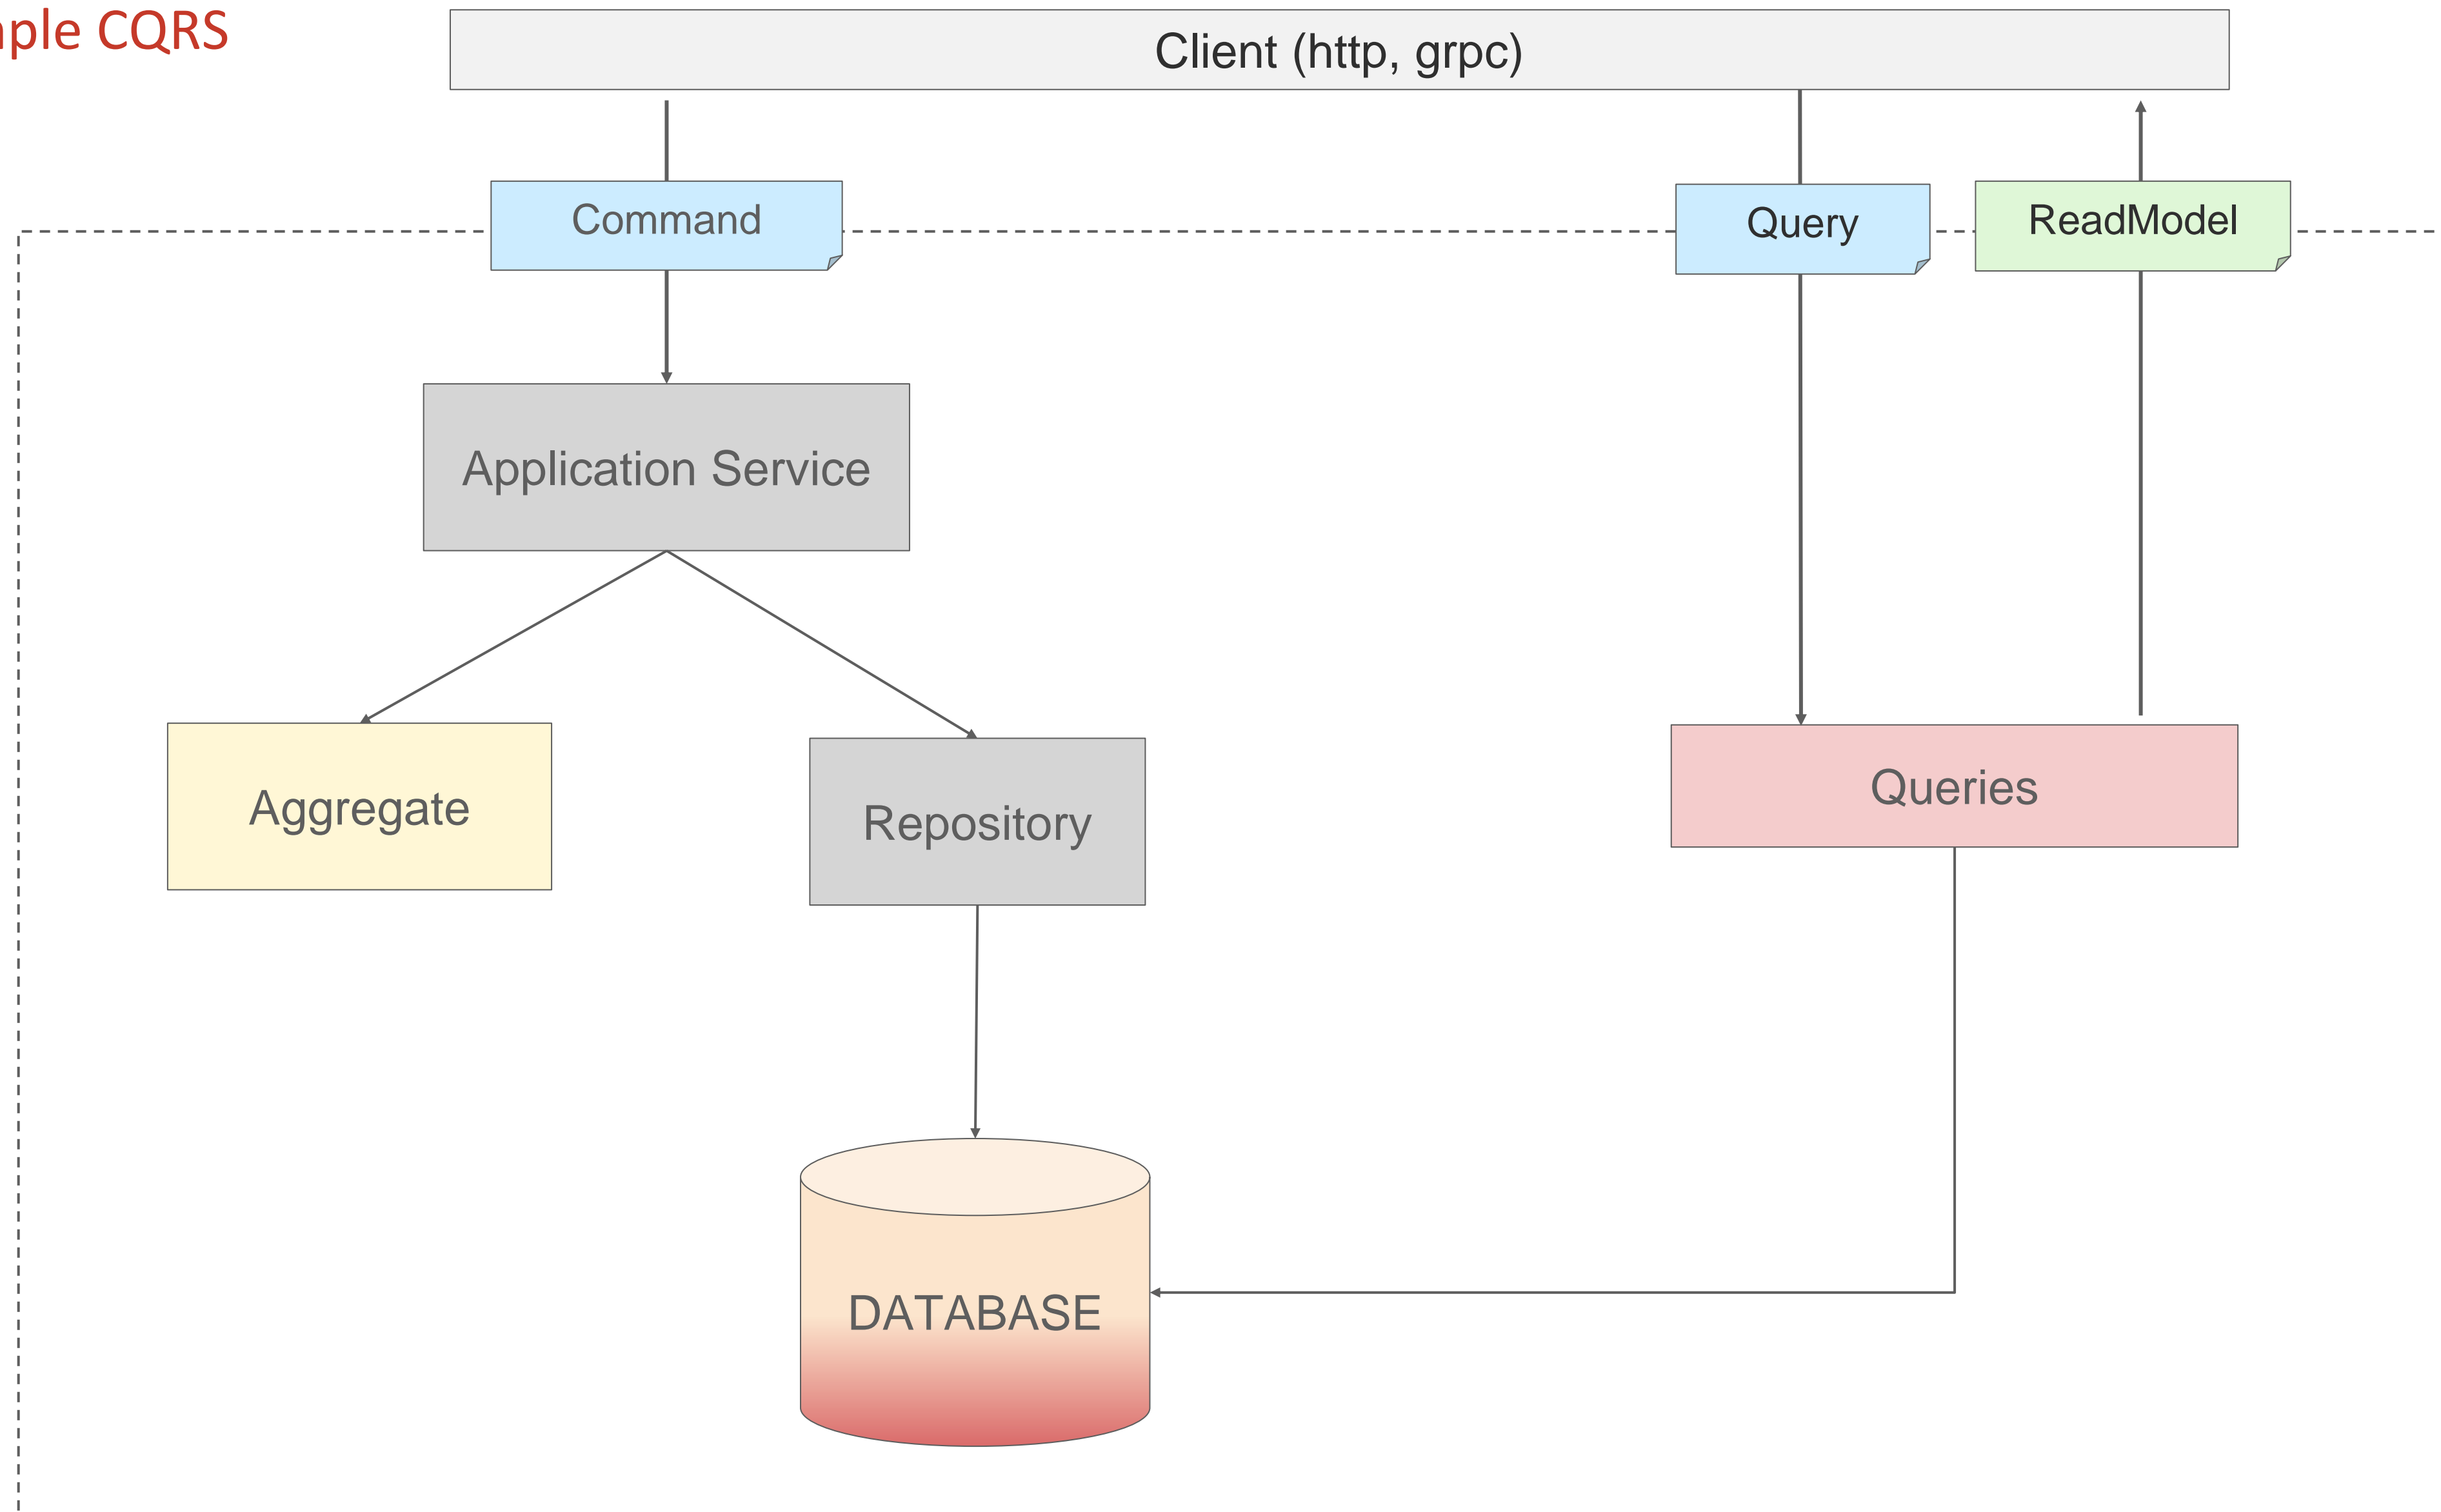 ple CQRS
Client (http, grpc)
Command
Query
ReadModel
Application Service
Aggregate
Repository
Queries
DATABASE